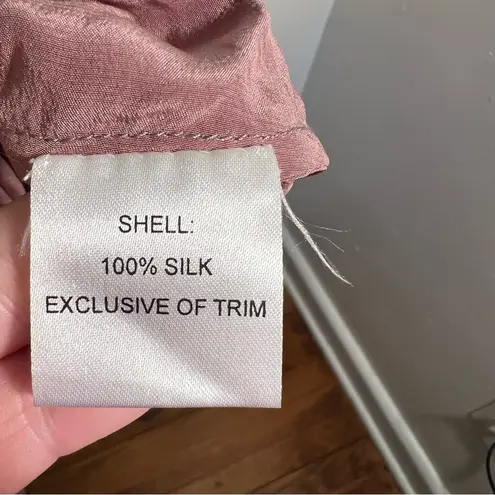 SHELL:
100% SILK
EXCLUSIVE OF TRIM